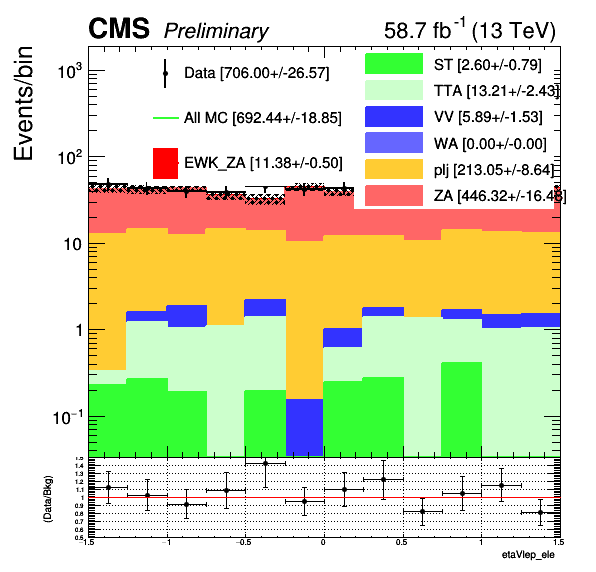 CMS Preliminary 58.7 fb⁻¹ (13 TeV)
Events/bin
Data [706.00+/-26.57]
All MC [692.44+/-18.85]
EWK_ZA [11.38+/-0.50]
ST [2.60+/-0.79]
TTA [13.21+/-2.43]
VV [5.89+/-1.53]
WA [0.00+/-0.00]
plj [213.05+/-8.64]
ZA [446.32+/-16.48]
10³
10²
10
1
10⁻¹
(Data/Bkg)
1.5
1.4
1.3
1.2
1.1
1
0.9
0.8
0.7
0.6
0.5
-1.5 -1 -0.5 0 0.5 1 1.5
etaVlep_ele